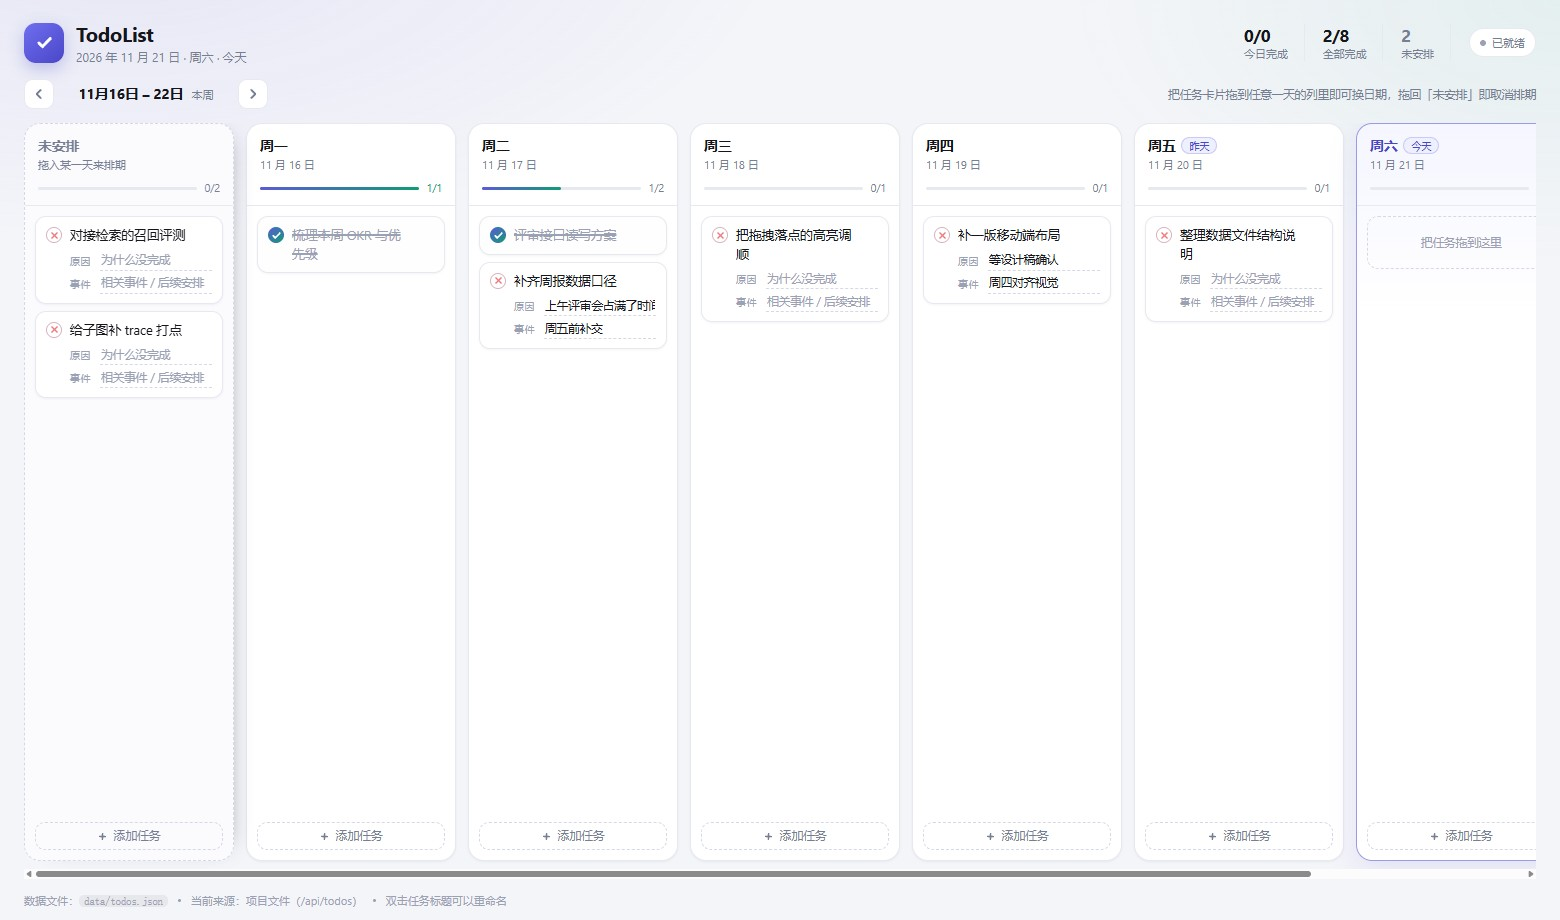 TodoList
2026 年 11 月 21 日 · 周六 · 今天
0/0
今日完成
2/8
全部完成
2
未安排
已就绪
11月16日 – 22日 本周
把任务卡片拖到任意一天的列里即可换日期，拖回「未安排」即取消排期
未安排
拖入某一天来排期
0/2
对接检索的召回评测
原因 为什么没完成
事件 相关事件 / 后续安排
给子图补 trace 打点
原因 为什么没完成
事件 相关事件 / 后续安排
+ 添加任务
周一
11 月 16 日
1/1
梳理本周 OKR 与优
先级
+ 添加任务
周二
11 月 17 日
1/2
评审接口读写方案
补齐周报数据口径
原因 上午评审会占满了时间
事件 周五前补交
+ 添加任务
周三
11 月 18 日
0/1
把拖拽落点的高亮调
顺
原因 为什么没完成
事件 相关事件 / 后续安排
+ 添加任务
周四
11 月 19 日
0/1
补一版移动端布局
原因 等设计稿确认
事件 周四对齐视觉
+ 添加任务
周五 昨天
11 月 20 日
0/1
整理数据文件结构说
明
原因 为什么没完成
事件 相关事件 / 后续安排
+ 添加任务
周六 今天
11 月 21 日
把任务拖到这里
+ 添加任务
数据文件： data/todos.json • 当前来源：项目文件（/api/todos） • 双击任务标题可以重命名